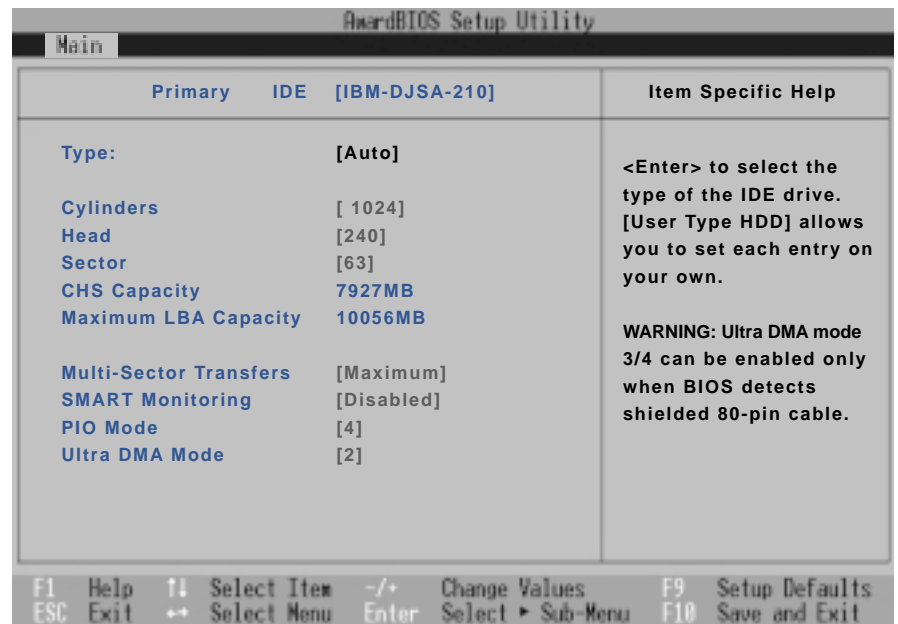 AwardBIOS Setup Utility
Main
Primary IDE [IBM-DJSA-210]
Item Specific Help
Type: [Auto]
Cylinders [ 1024]
Head [240]
Sector [63]
CHS Capacity 7927MB
Maximum LBA Capacity 10056MB
Multi-Sector Transfers [Maximum]
SMART Monitoring [Disabled]
PIO Mode [4]
Ultra DMA Mode [2]
<Enter> to select the
type of the IDE drive.
[User Type HDD] allows
you to set each entry on
your own.
WARNING: Ultra DMA mode
3/4 can be enabled only
when BIOS detects
shielded 80-pin cable.
F1 Help ↑↓ Select Item -/+ Change Values F9 Setup Defaults
ESC Exit ←→ Select Menu Enter Select ► Sub-Menu F10 Save and Exit